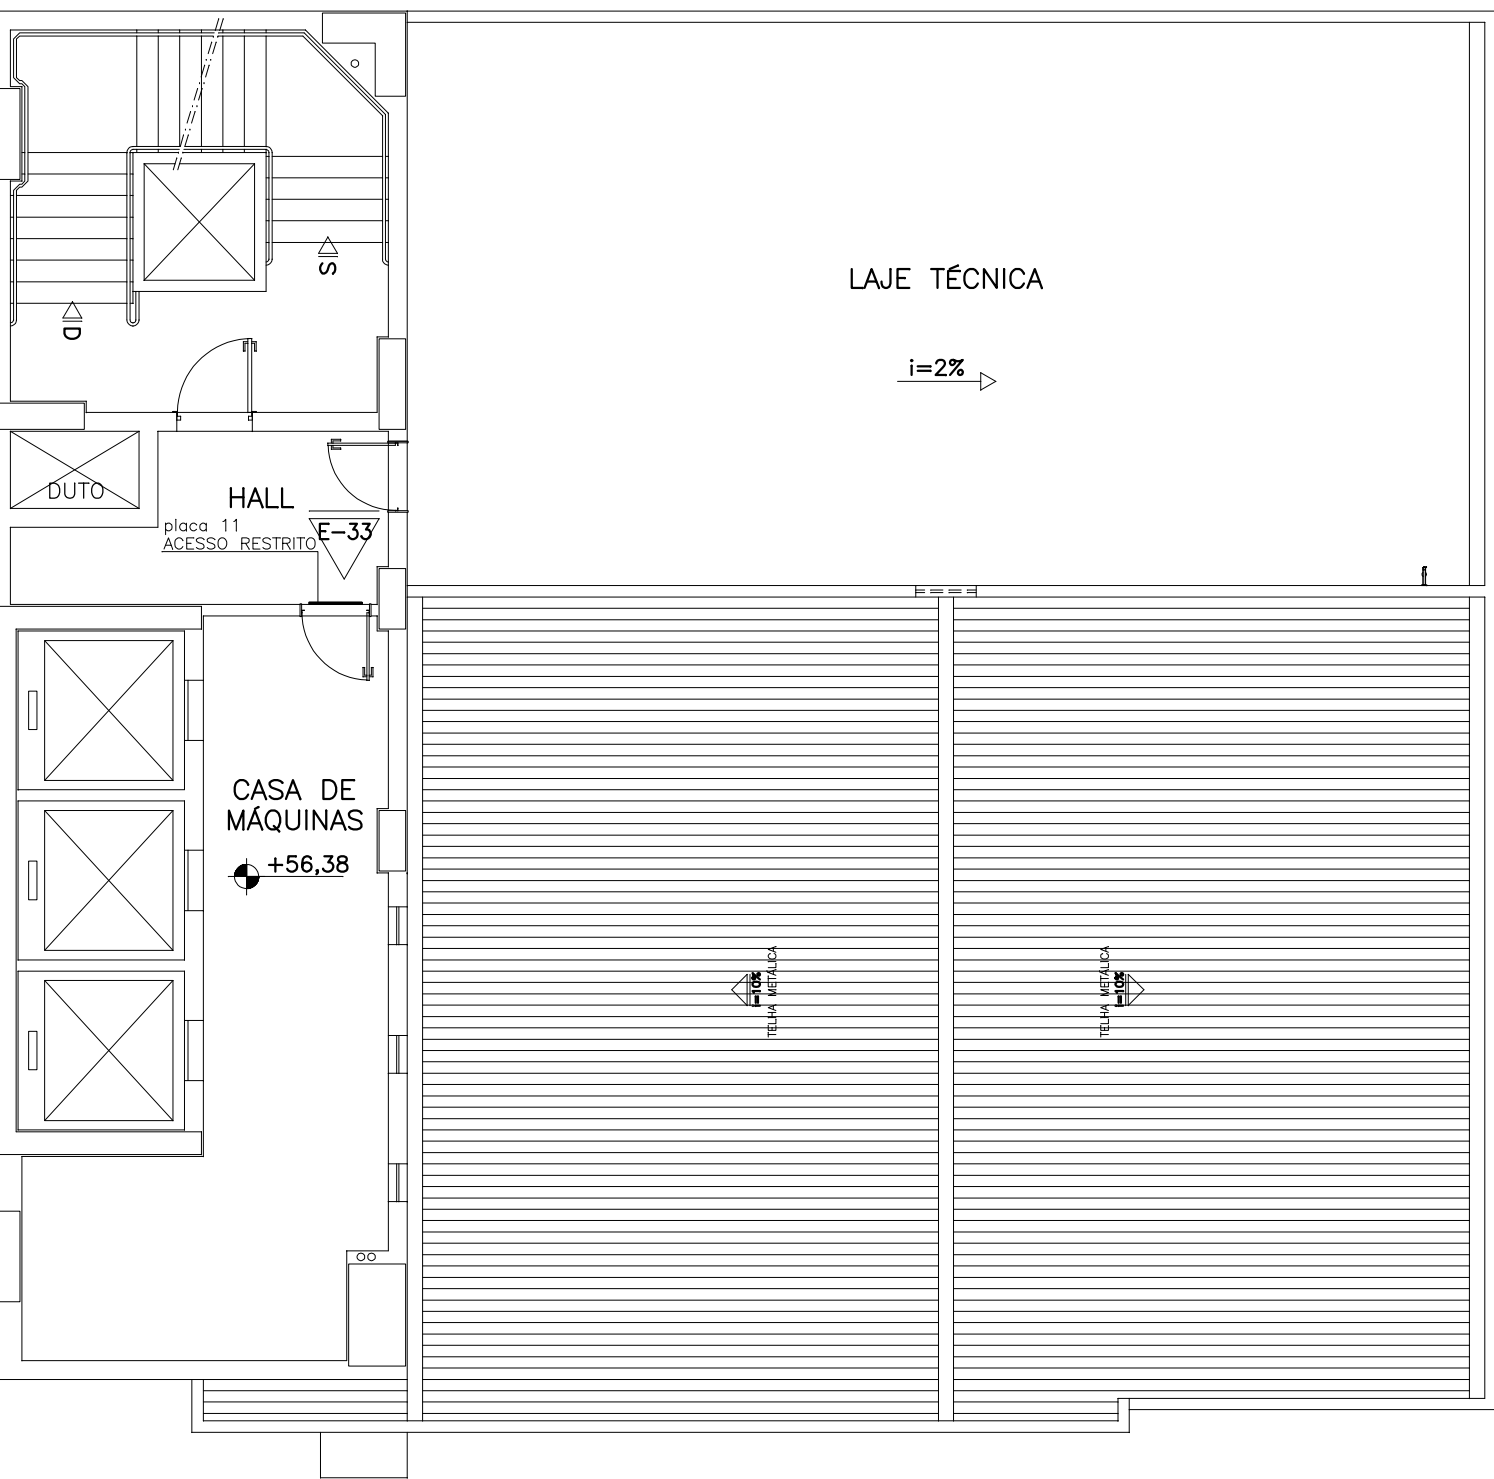 S
D
LAJE TÉCNICA
i=2%
DUTO
HALL
placa 11
ACESSO RESTRITO
E-33
CASA DE
MÁQUINAS
+56,38
i=10%
TELHA METÁLICA
TELHA METÁLICA
i=10%